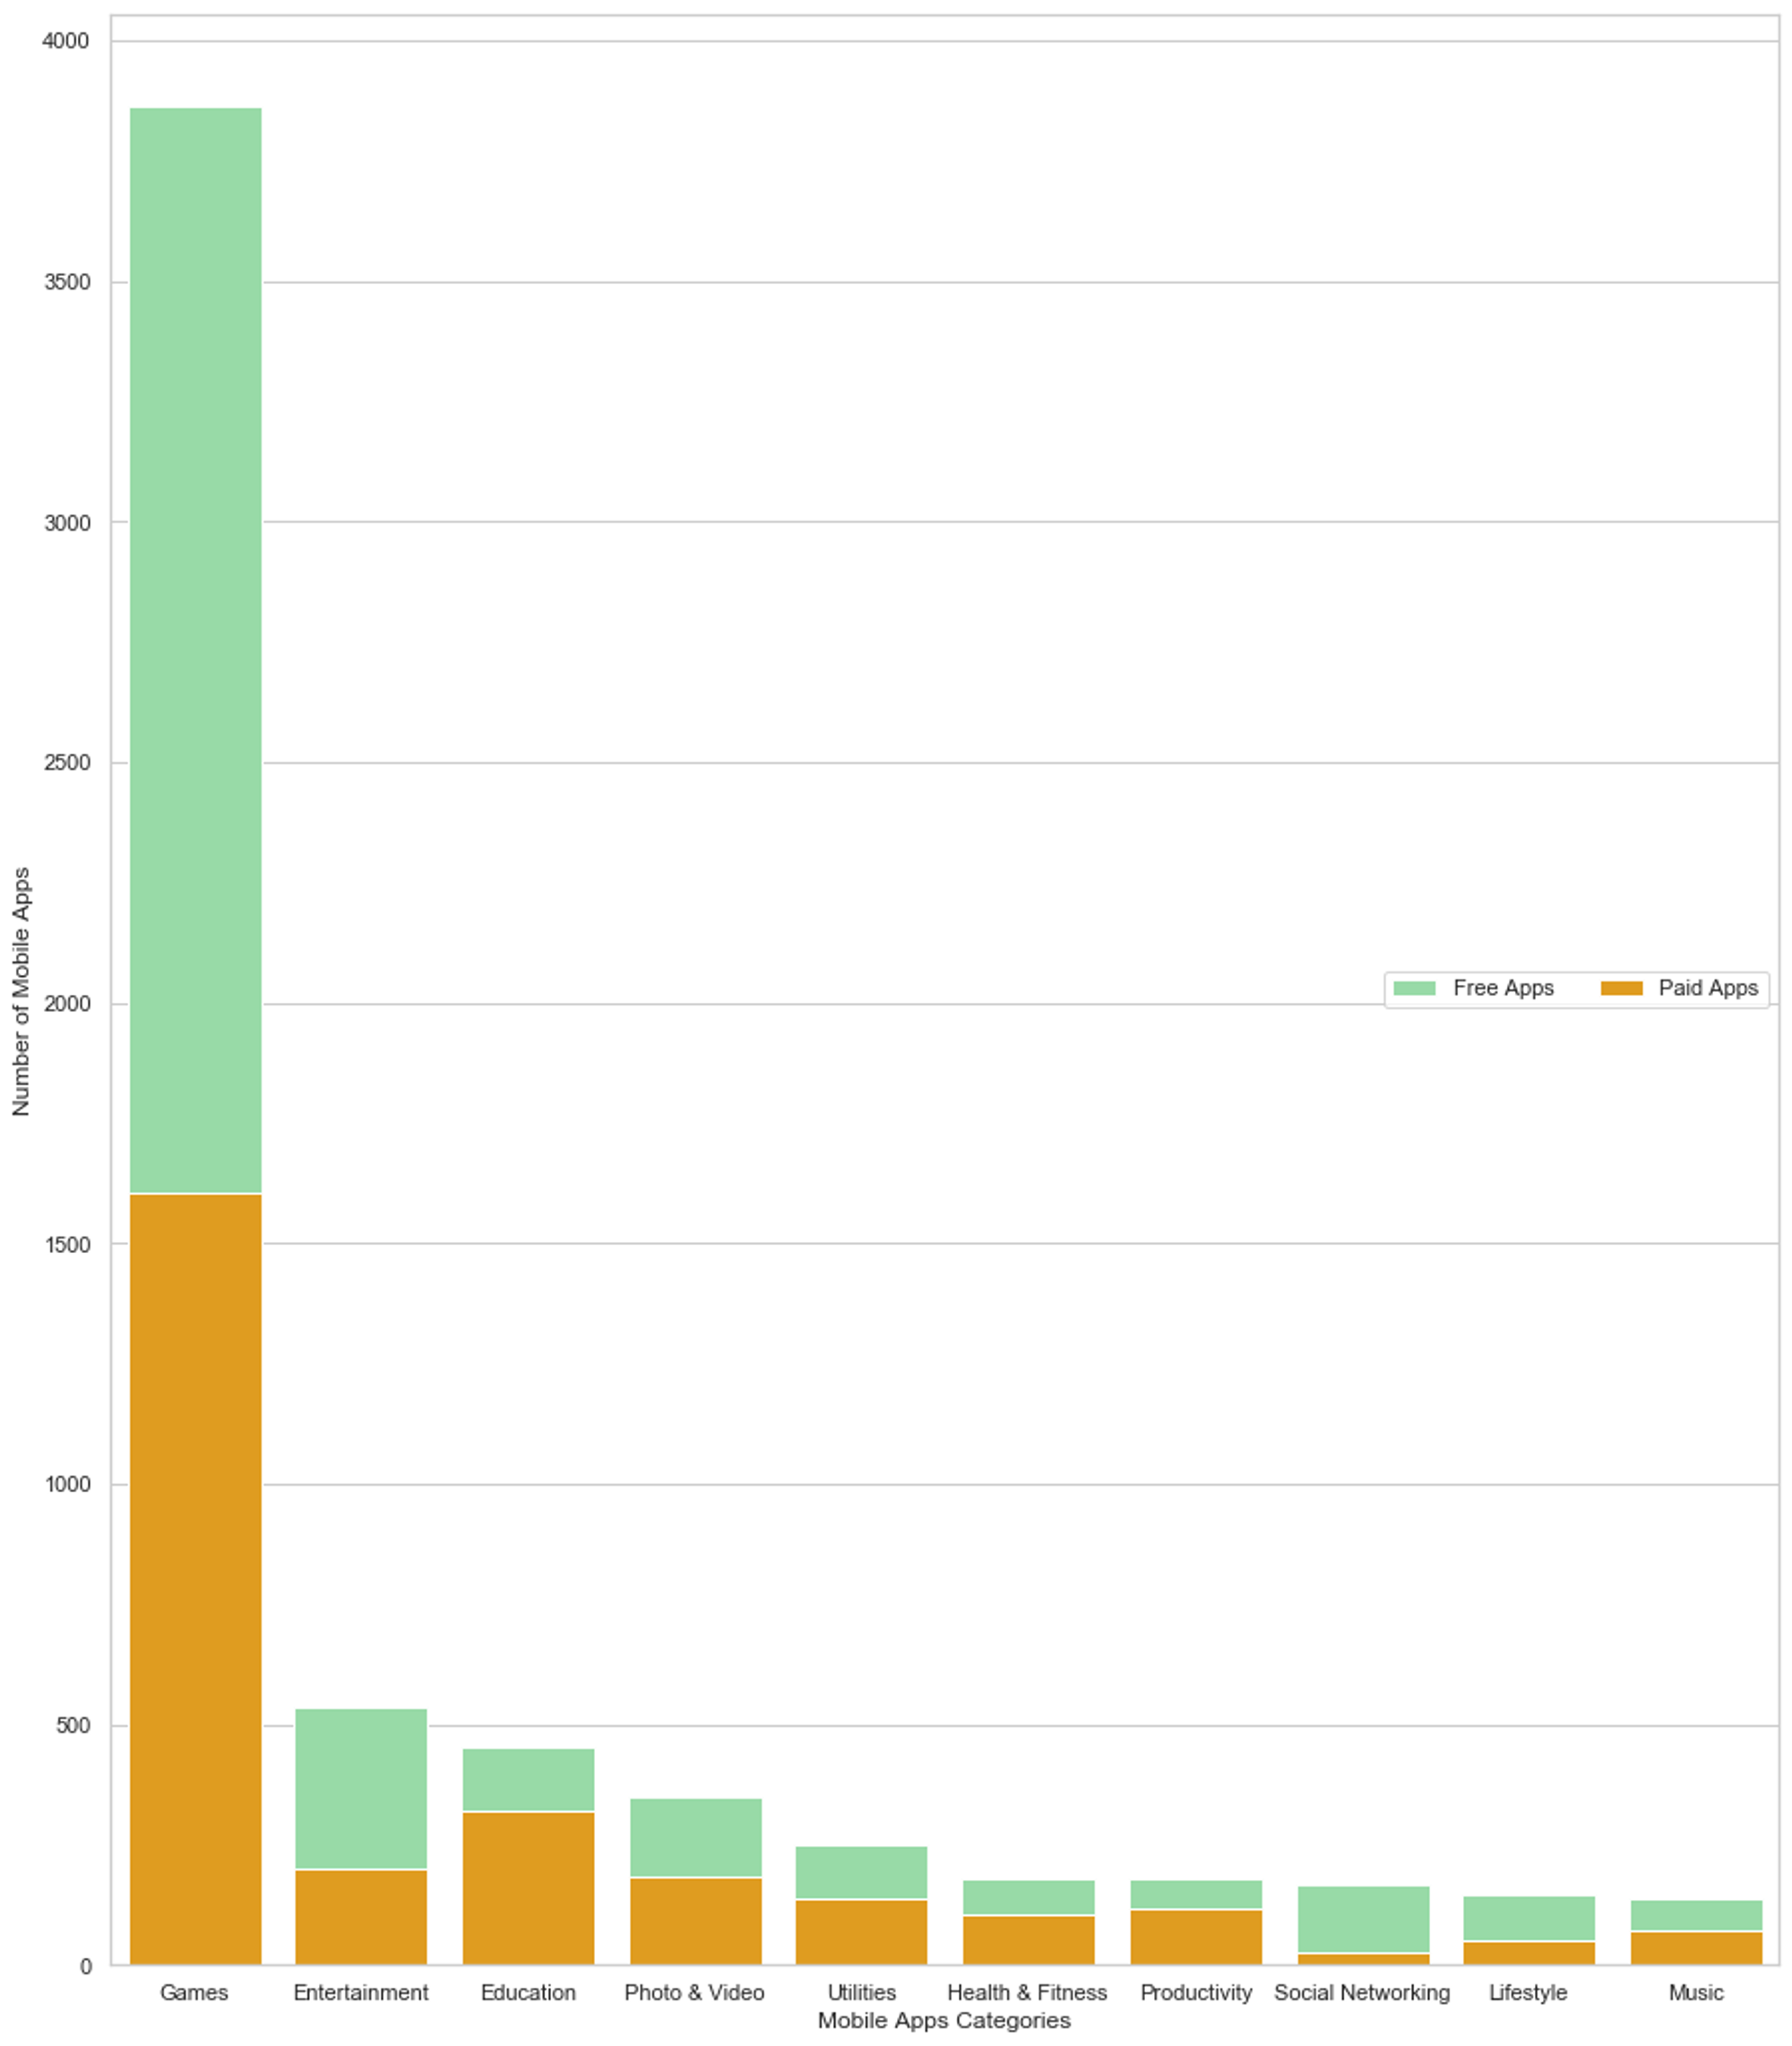 4000
3500
3000
2500
2000
1500
1000
500
0
Number of Mobile Apps
Free Apps Paid Apps
Games Entertainment Education Photo & Video Utilities Health & Fitness Productivity Social Networking Lifestyle Music
Mobile Apps Categories